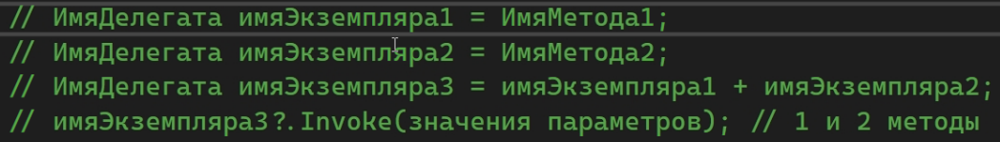 // ИмяДелегата имяЭкземпляра1 = ИмяМетода1;
// ИмяДелегата имяЭкземпляра2 = ИмяМетода2;
// ИмяДелегата имяЭкземпляра3 = имяЭкземпляра1 + имяЭкземпляра2;
// имяЭкземпляра3?.Invoke(значения параметров); // 1 и 2 методы